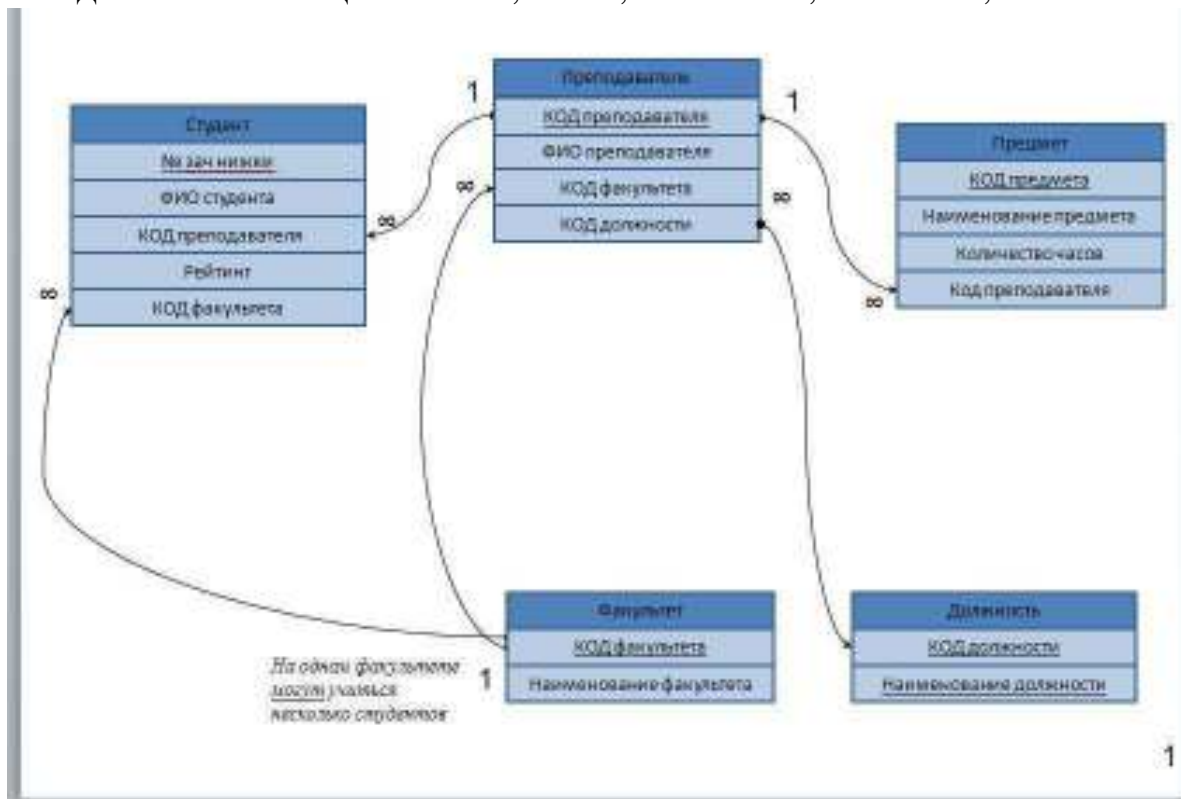 1
Студент
№ зач книжки
ФИО студента
КОД преподавателя
Рейтинг
КОД факультета
∞
∞
∞
Преподаватель
КОД преподавателя
ФИО преподавателя
КОД факультета
КОД должности
1
∞
∞
Предмет
КОД предмета
Наименование предмета
Количество часов
Код преподавателя
Факультет
КОД факультета
Наименование факультета
1
На одном факультете
могут учиться
несколько студентов
Должность
КОД должности
Наименование должности
1